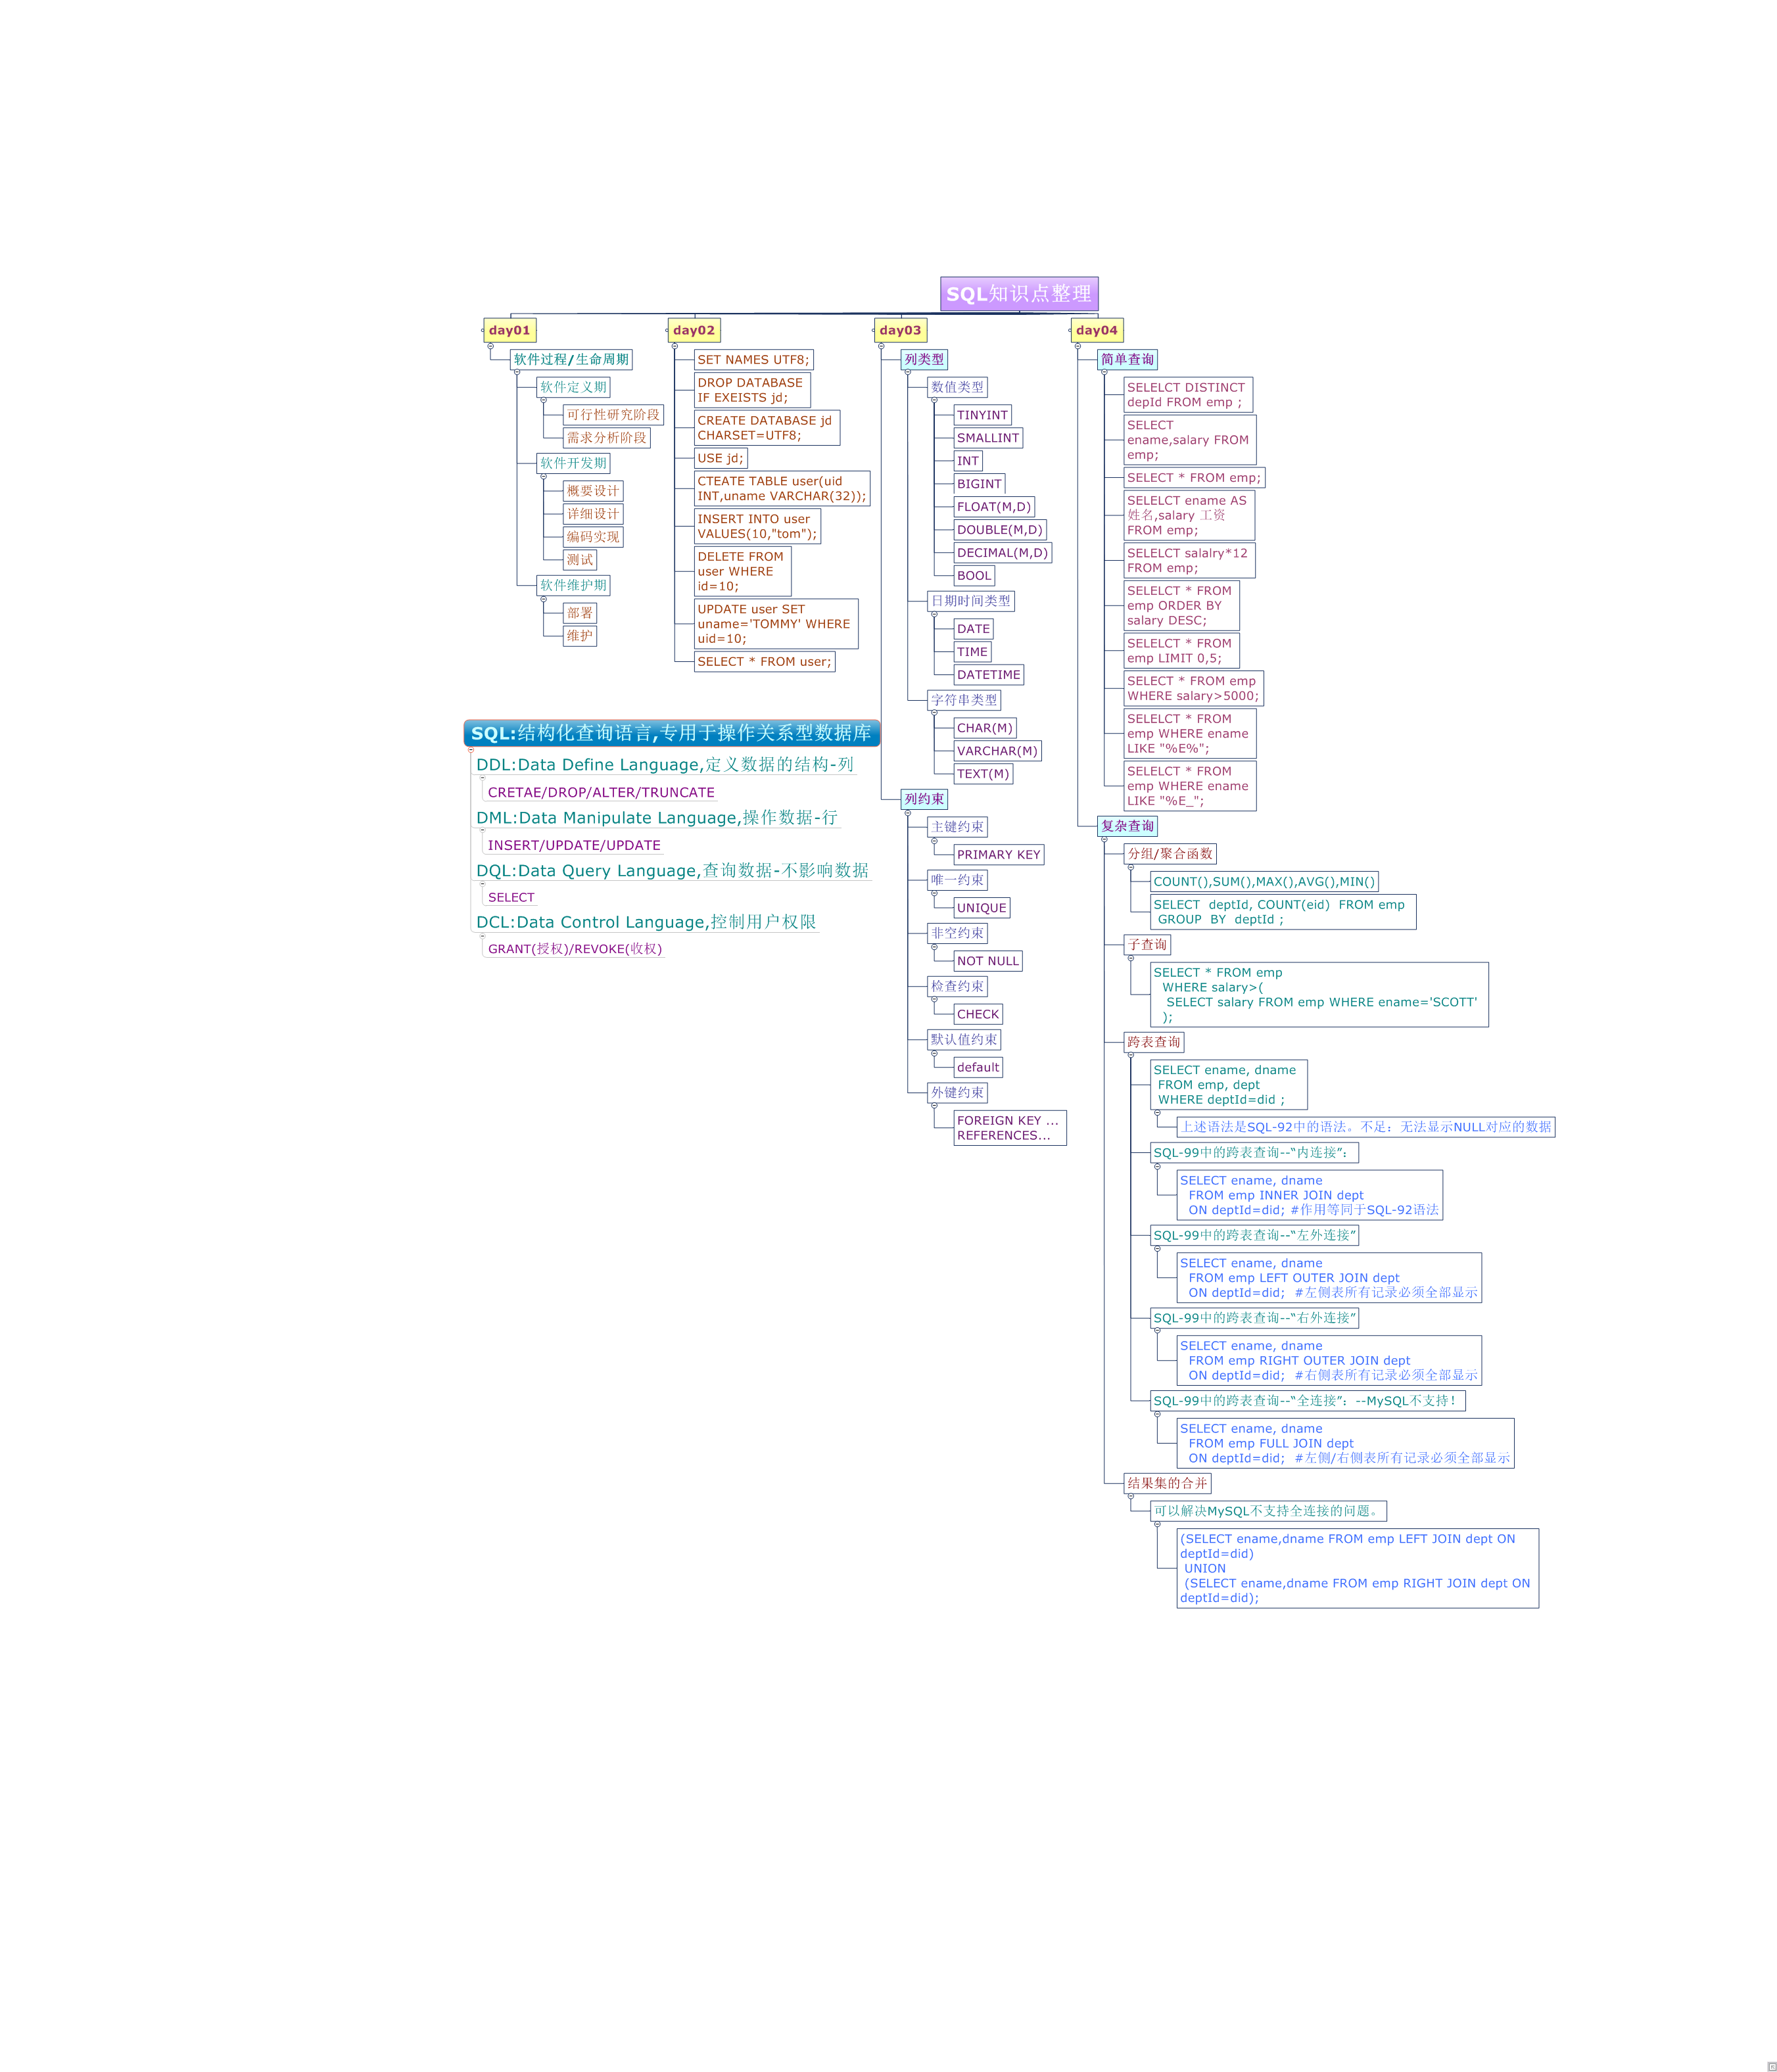 SQL知识点整理
day01
软件过程/生命周期
软件定义期
可行性研究阶段
需求分析阶段
软件开发期
概要设计
详细设计
编码实现
测试
软件维护期
部署
维护
day02
SET NAMES UTF8;
DROP DATABASE
IF EXEISTS jd;
CREATE DATABASE jd
CHARSET=UTF8;
USE jd;
CTEATE TABLE user(uid
INT,uname VARCHAR(32));
INSERT INTO user
VALUES(10,"tom");
DELETE FROM
user WHERE
id=10;
UPDATE user SET
uname='TOMMY' WHERE
uid=10;
SELECT * FROM user;
day03
列类型
数值类型
TINYINT
SMALLINT
INT
BIGINT
FLOAT(M,D)
DOUBLE(M,D)
DECIMAL(M,D)
BOOL
日期时间类型
DATE
TIME
DATETIME
字符串类型
CHAR(M)
VARCHAR(M)
TEXT(M)
列约束
主键约束
PRIMARY KEY
唯一约束
UNIQUE
非空约束
NOT NULL
检查约束
CHECK
默认值约束
default
外键约束
FOREIGN KEY ...
REFERENCES...
day04
简单查询
SELELCT DISTINCT
depId FROM emp ;
SELECT
ename,salary FROM
emp;
SELECT * FROM emp;
SELELCT ename AS
姓名,salary 工资
FROM emp;
SELELCT salalry*12
FROM emp;
SELELCT * FROM
emp ORDER BY
salary DESC;
SELELCT * FROM
emp LIMIT 0,5;
SELECT * FROM emp
WHERE salary>5000;
SELELCT * FROM
emp WHERE ename
LIKE "%E%";
SELELCT * FROM
emp WHERE ename
LIKE "%E_";
复杂查询
分组/聚合函数
COUNT(),SUM(),MAX(),AVG(),MIN()
SELECT deptId, COUNT(eid) FROM emp
GROUP BY deptId ;
子查询
SELECT * FROM emp
WHERE salary>(
SELECT salary FROM emp WHERE ename='SCOTT'
);
跨表查询
SELECT ename, dname
FROM emp, dept
WHERE deptId=did ;
上述语法是SQL-92中的语法。不足：无法显示NULL对应的数据
SQL-99中的跨表查询--“内连接”：
SELECT ename, dname
FROM emp INNER JOIN dept
ON deptId=did; #作用等同于SQL-92语法
SQL-99中的跨表查询--“左外连接”
SELECT ename, dname
FROM emp LEFT OUTER JOIN dept
ON deptId=did; #左侧表所有记录必须全部显示
SQL-99中的跨表查询--“右外连接”
SELECT ename, dname
FROM emp RIGHT OUTER JOIN dept
ON deptId=did; #右侧表所有记录必须全部显示
SQL-99中的跨表查询--“全连接”：--MySQL不支持！
SELECT ename, dname
FROM emp FULL JOIN dept
ON deptId=did; #左侧/右侧表所有记录必须全部显示
结果集的合并
可以解决MySQL不支持全连接的问题。
(SELECT ename,dname FROM emp LEFT JOIN dept ON
deptId=did)
UNION
(SELECT ename,dname FROM emp RIGHT JOIN dept ON
deptId=did);
SQL:结构化查询语言,专用于操作关系型数据库
DDL:Data Define Language,定义数据的结构-列
CRETAE/DROP/ALTER/TRUNCATE
DML:Data Manipulate Language,操作数据-行
INSERT/UPDATE/UPDATE
DQL:Data Query Language,查询数据-不影响数据
SELECT
DCL:Data Control Language,控制用户权限
GRANT(授权)/REVOKE(收权)